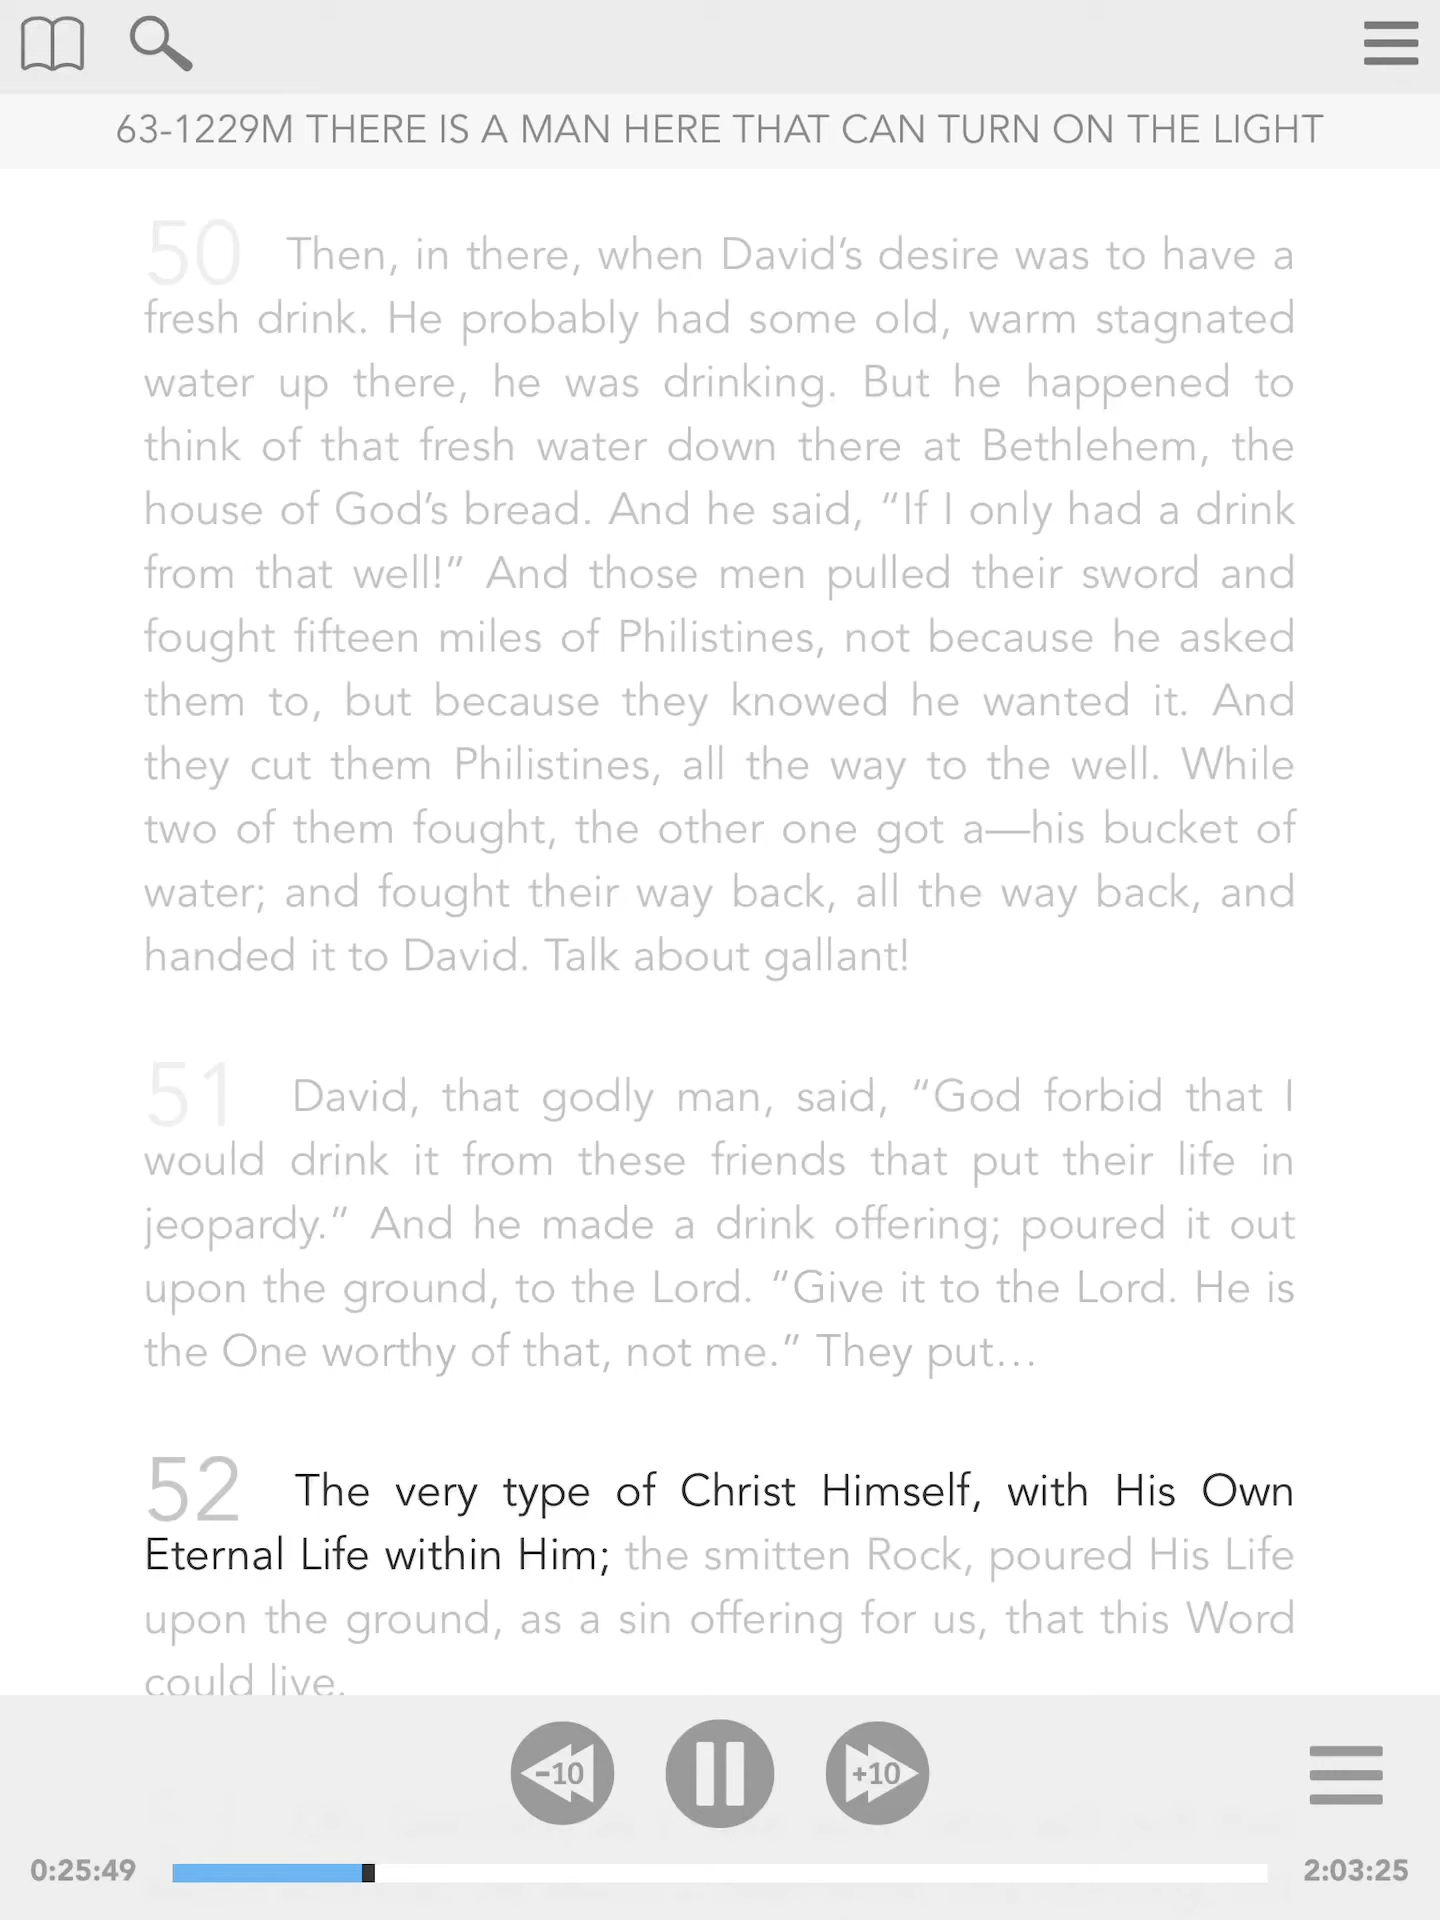 63-1229M THERE IS A MAN HERE THAT CAN TURN ON THE LIGHT
50 Then, in there, when David’s desire was to have a
fresh drink. He probably had some old, warm stagnated
water up there, he was drinking. But he happened to
think of that fresh water down there at Bethlehem, the
house of God’s bread. And he said, “If I only had a drink
from that well!” And those men pulled their sword and
fought fifteen miles of Philistines, not because he asked
them to, but because they knowed he wanted it. And
they cut them Philistines, all the way to the well. While
two of them fought, the other one got a—his bucket of
water; and fought their way back, all the way back, and
handed it to David. Talk about gallant!
51 David, that godly man, said, “God forbid that I
would drink it from these friends that put their life in
jeopardy.” And he made a drink offering; poured it out
upon the ground, to the Lord. “Give it to the Lord. He is
the One worthy of that, not me.” They put…
52 The very type of Christ Himself, with His Own
Eternal Life within Him; the smitten Rock, poured His Life
upon the ground, as a sin offering for us, that this Word
could live.
-10 +10
0:25:49 2:03:25